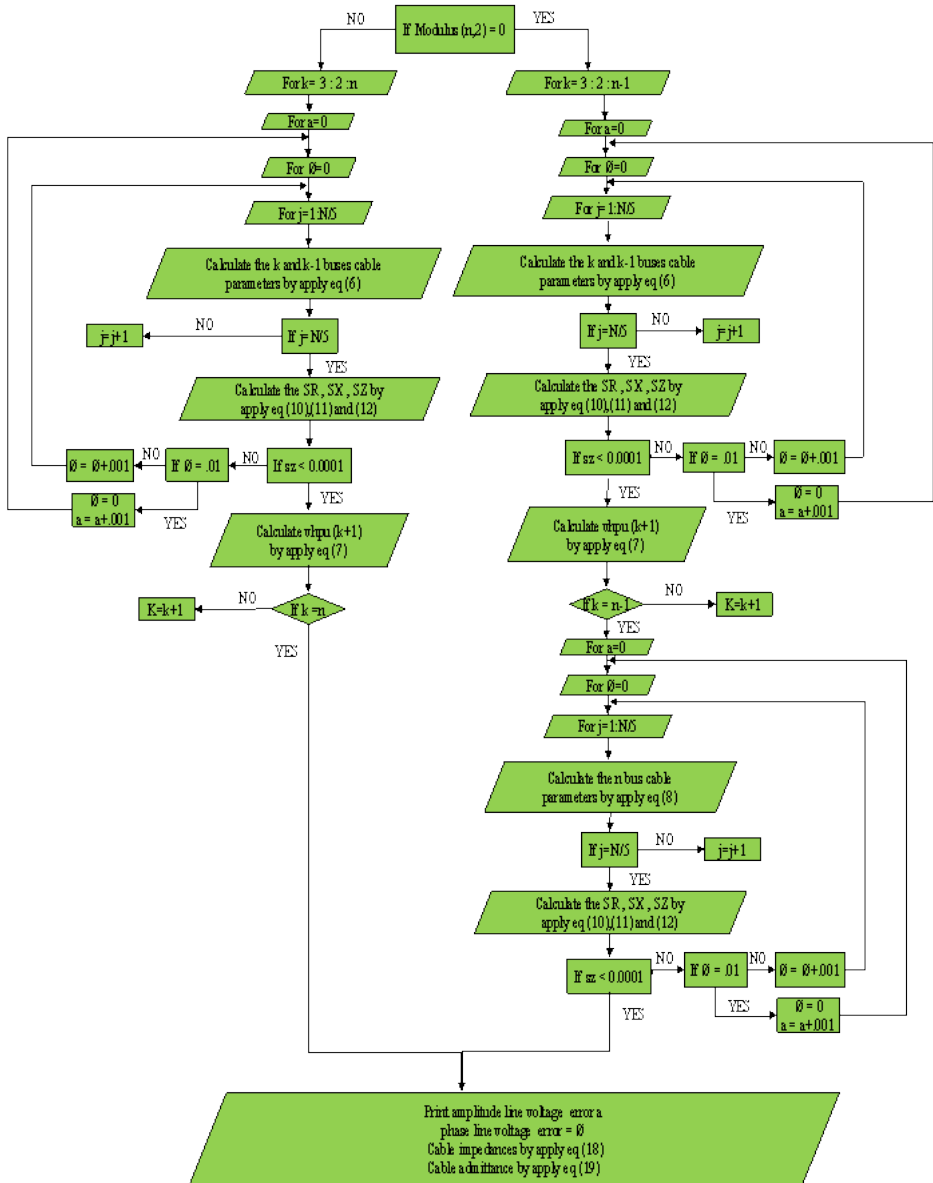 NO
If Modulus (n,2) = 0
YES
For k= 3 : 2 :n
For a=0
For Ø=0
For j=1:N/5
Calculate the k and k-1 buses cable
parameters by apply eq (6)
If j=N/5
NO
j=j+1
YES
Calculate the SR , SX , SZ by
apply eq (10),(11) and (12)
If sz < 0.0001
NO
If Ø = .01
NO
Ø = Ø+.001
YES
Ø = 0
a = a+.001
YES
Calculate vhpu (k+1)
by apply eq (7)
If k =n
NO
K=k+1
YES
For k= 3 : 2 : n-1
For a=0
For Ø=0
For j=1:N/5
Calculate the k and k-1 buses cable
parameters by apply eq (6)
If j=N/5
NO
j=j+1
YES
Calculate the SR , SX , SZ by
apply eq (10),(11) and (12)
If sz < 0.0001
NO
If Ø = .01
NO
Ø = Ø+.001
YES
Ø = 0
a = a+.001
YES
Calculate vhpu (k+1)
by apply eq (7)
If k = n-1
NO
K=k+1
YES
For a=0
For Ø=0
For j=1:N/5
Calculate the n bus cable
parameters by apply eq (8)
If j=N/5
NO
j=j+1
YES
Calculate the SR , SX , SZ by
apply eq (10),(11) and (12)
If sz < 0.0001
NO
If Ø = .01
NO
Ø = Ø+.001
YES
Ø = 0
a = a+.001
YES
Print amplitude line voltage error a
phase line voltage error = Ø
Cable impedances by apply eq (18)
Cable admittance by apply eq (19)